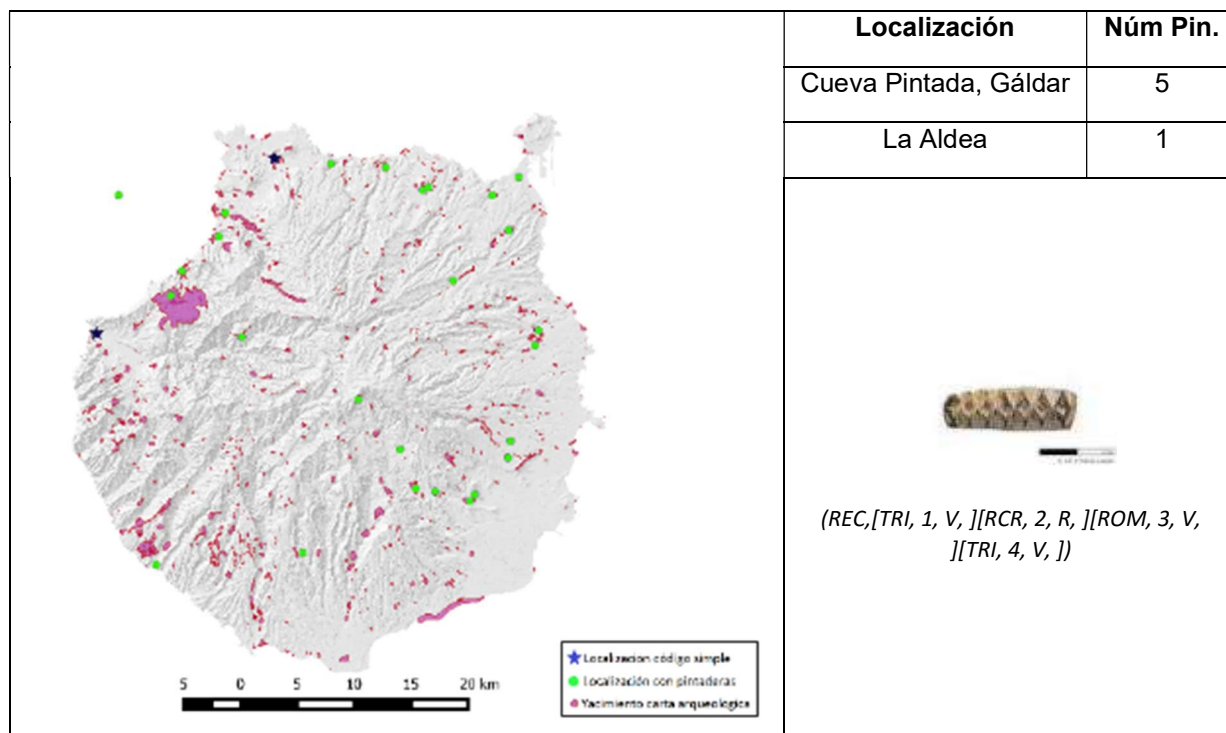 Localización Núm Pin.
Cueva Pintada, Gáldar 5
La Aldea 1
(REC,[TRI, 1, V, ][RCR, 2, R, ][ROM, 3, V,
][TRI, 4, V, ])
5 0 5 10 15 20 km
Localizacion código simple
Localización con pintaderas
Yacimiento carta arqueológica